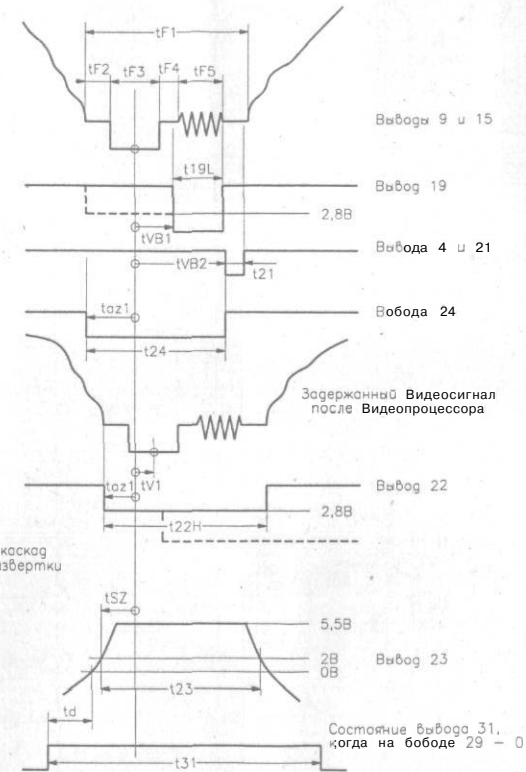 tF1
tF2 tF3 tF4 tF5
Выводы 9 и 15
t19L
Вывод 19
2,8В
tVB1
Вывода 4 и 21
tVB2
t21
Вобода 24
taz1
t24
Задержанный Видеосигнал
после Видеопроцессора
taz1 tV1
Вывод 22
2,8В
t22H
каскад
азвертки
tSZ
5,5В
2В
Вывод 23
0В
t23
td
Состояние вывода 31,
когда на бободе 29 – 0
t31